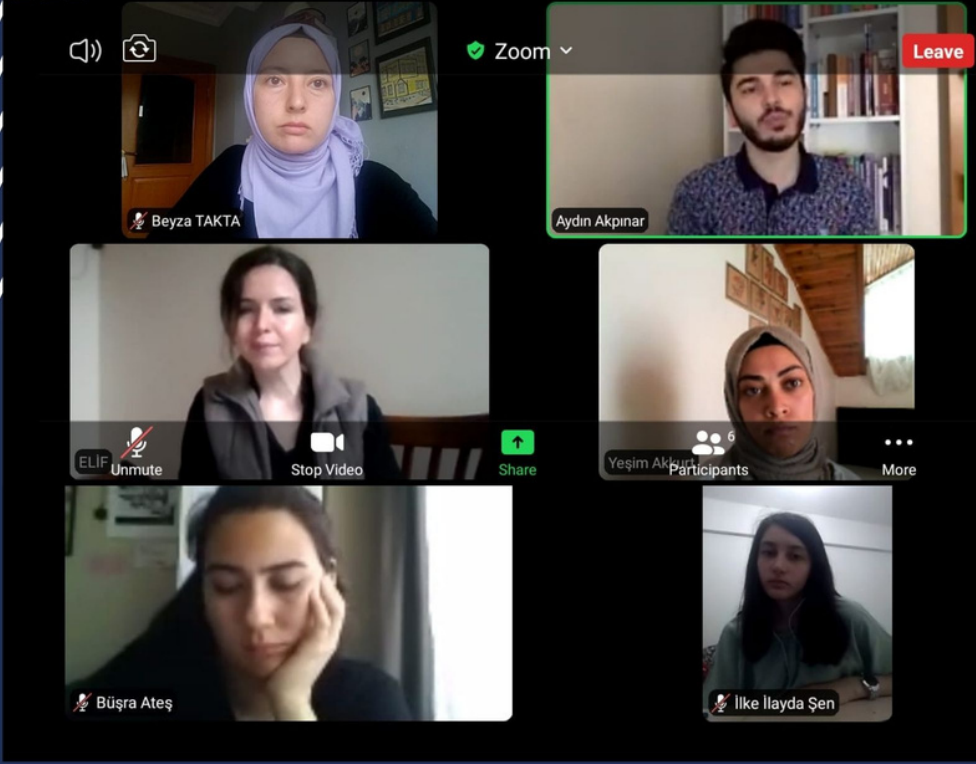 Zoom
Leave
Beyza TAKTA
Aydın Akpınar
ELİF
Unmute
Stop Video
Share
Yeşim Akkurt
6
Participants
More
Büşra Ateş
İlke İlayda Şen